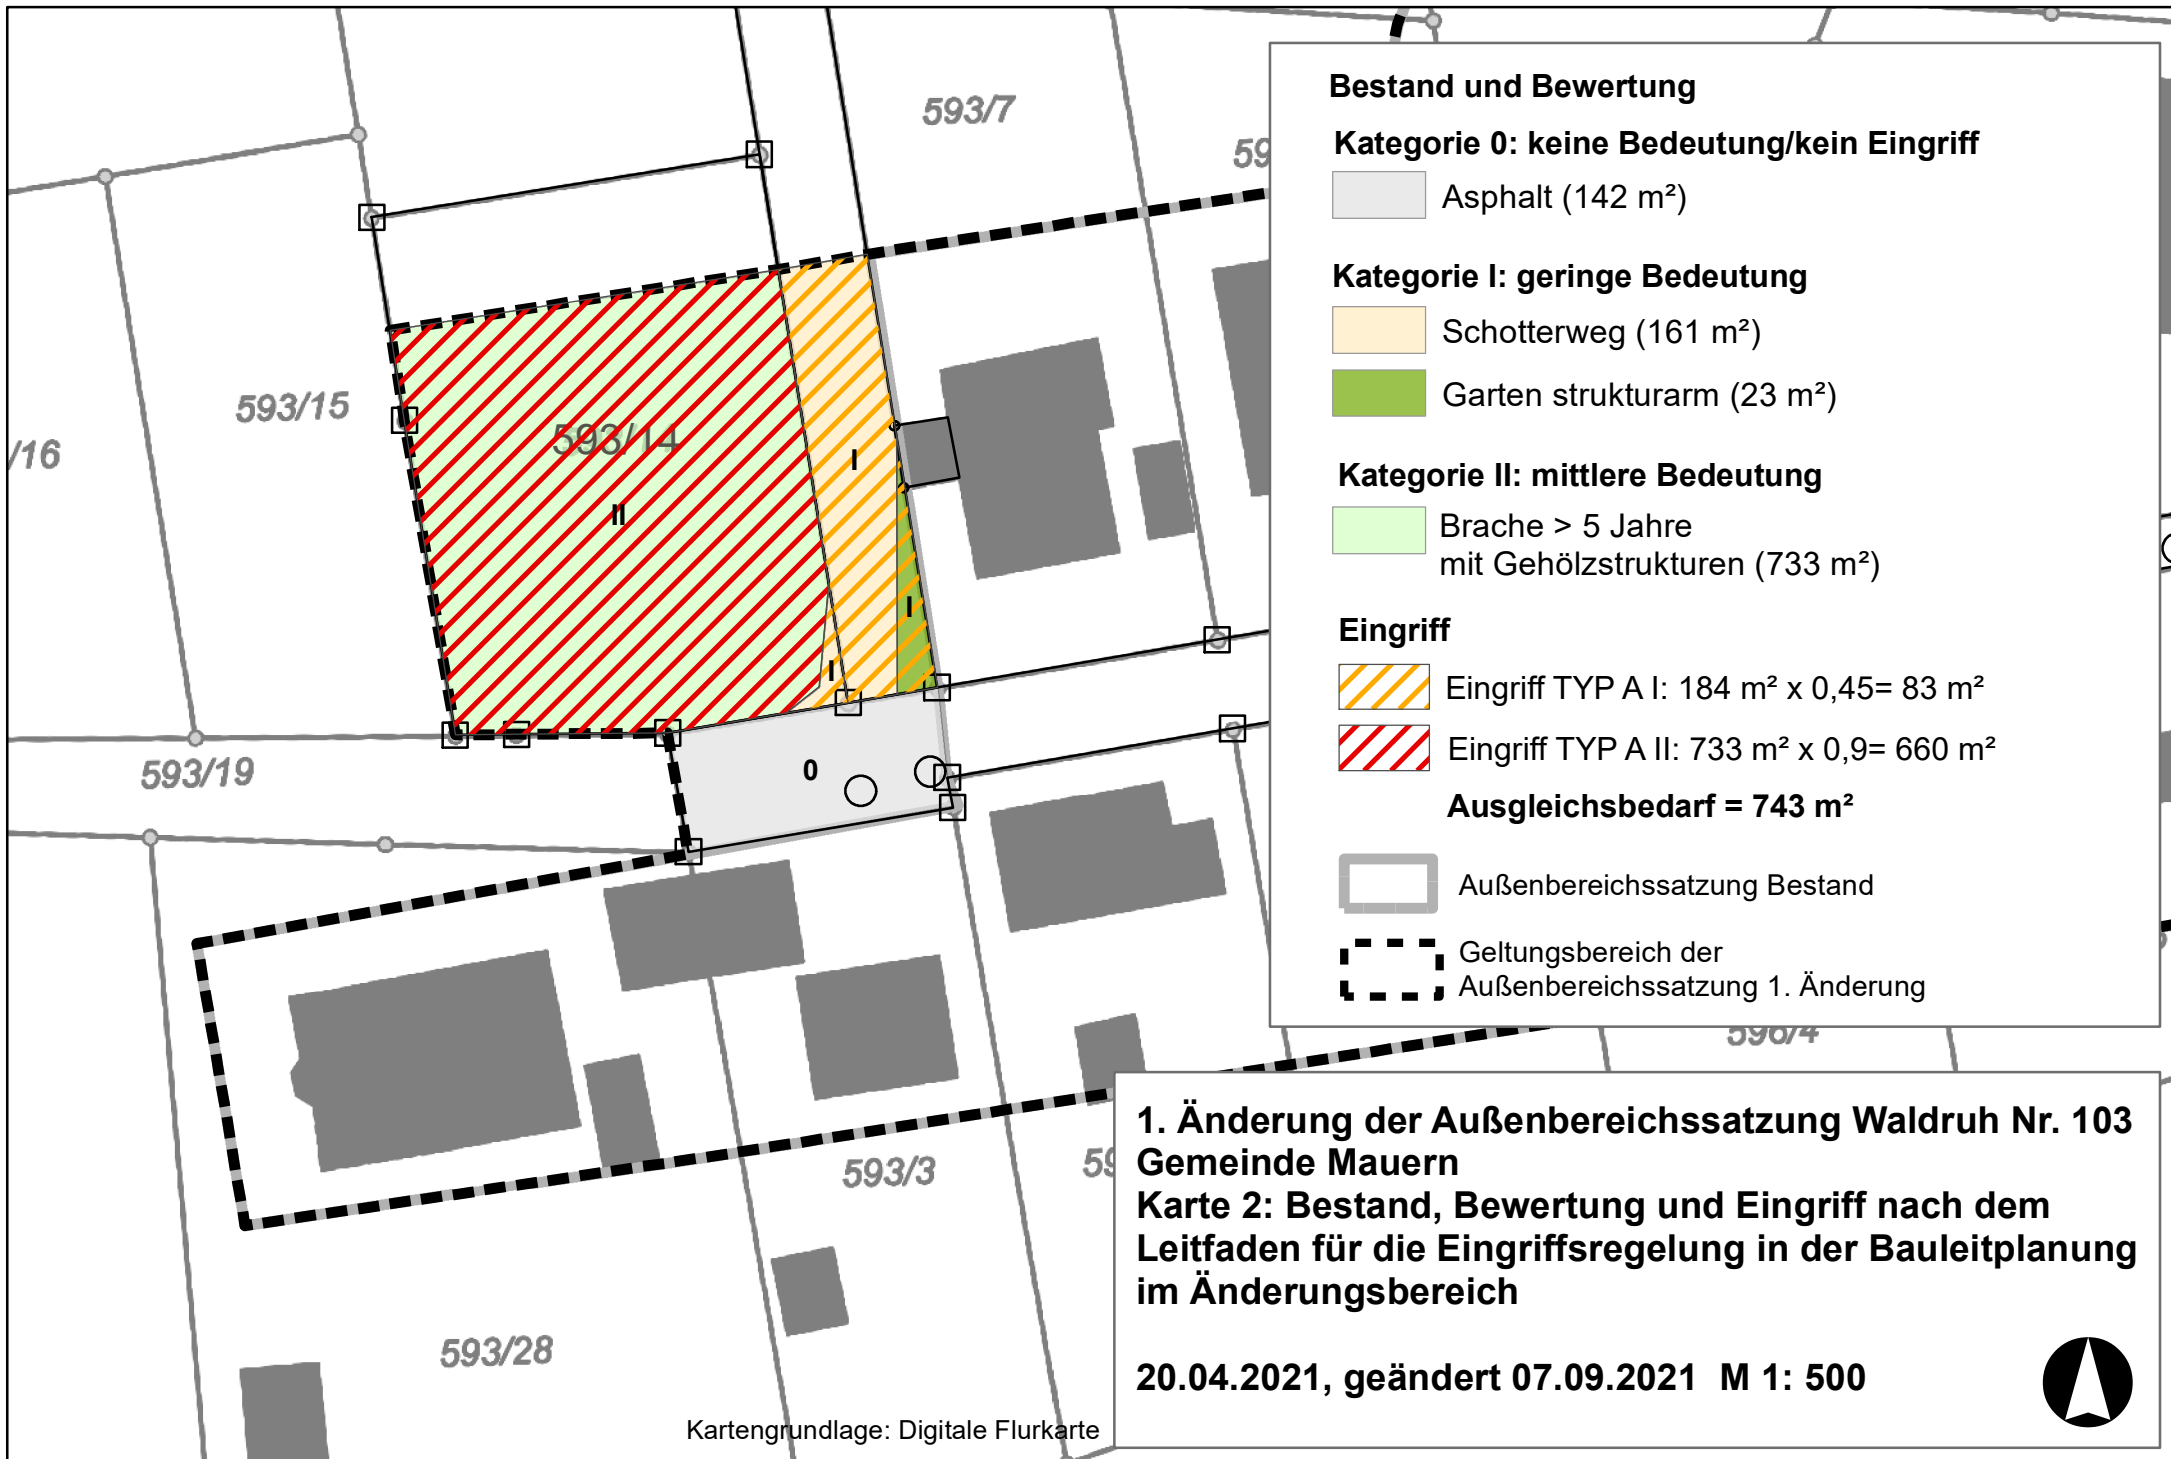 593/7
59
593/15
/16
593/14
II
I
I
I
0
593/19
593/3
59
593/28
596/4
Bestand und Bewertung
Kategorie 0: keine Bedeutung/kein Eingriff
Asphalt (142 m²)
Kategorie I: geringe Bedeutung
Schotterweg (161 m²)
Garten strukturarm (23 m²)
Kategorie II: mittlere Bedeutung
Brache > 5 Jahre
mit Gehölzstrukturen (733 m²)
Eingriff
Eingriff TYP A I: 184 m² x 0,45= 83 m²
Eingriff TYP A II: 733 m² x 0,9= 660 m²
Ausgleichsbedarf = 743 m²
Außenbereichssatzung Bestand
Geltungsbereich der
Außenbereichssatzung 1. Änderung
1. Änderung der Außenbereichssatzung Waldruh Nr. 103
Gemeinde Mauern
Karte 2: Bestand, Bewertung und Eingriff nach dem
Leitfaden für die Eingriffsregelung in der Bauleitplanung
im Änderungsbereich
20.04.2021, geändert 07.09.2021 M 1: 500
Kartengrundlage: Digitale Flurkarte